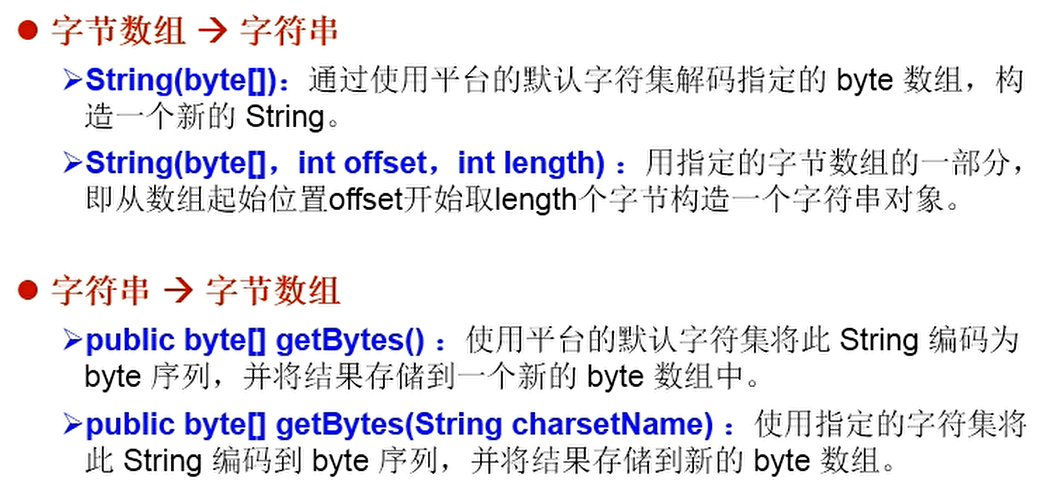 ● 字节数组 → 字符串
➢String(byte[])：通过使用平台的默认字符集解码指定的 byte 数组，构
造一个新的 String。
➢String(byte[]，int offset，int length) ：用指定的字节数组的一部分，
即从数组起始位置offset开始取length个字节构造一个字符串对象。
● 字符串 → 字节数组
➢public byte[] getBytes() ：使用平台的默认字符集将此 String 编码为
byte 序列，并将结果存储到一个新的 byte 数组中。
➢public byte[] getBytes(String charsetName) ：使用指定的字符集将
此 String 编码到 byte 序列，并将结果存储到新的 byte 数组。